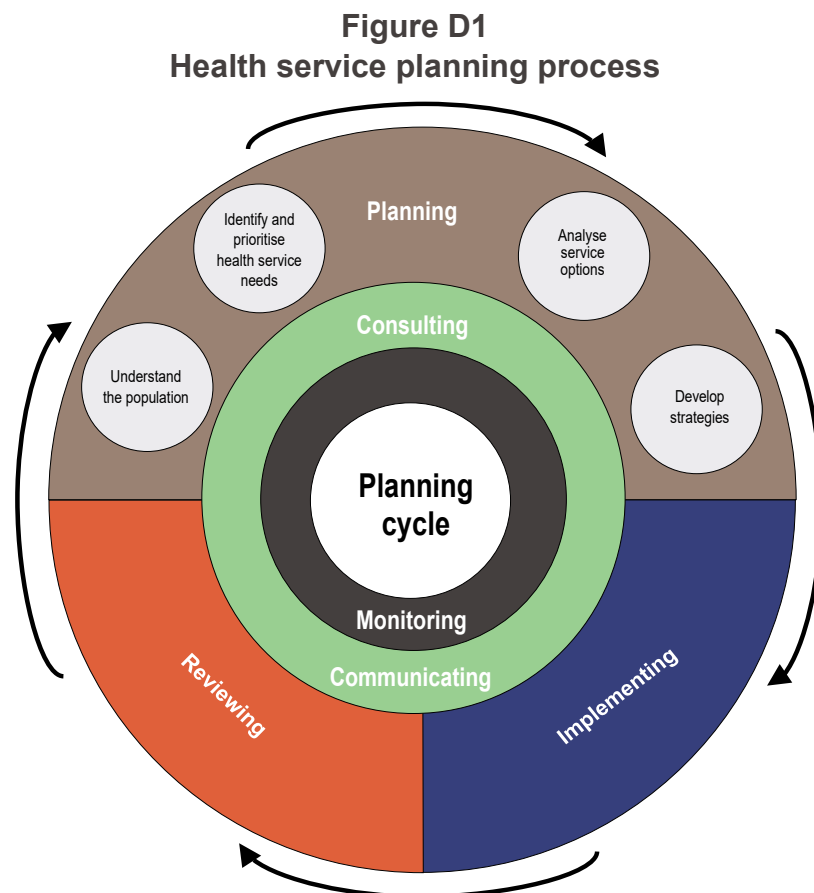 Figure D1
Health service planning process
Planning
Identify and
prioritise
health service
needs
Analyse
service
options
Understand
the population
Develop
strategies
Consulting
Planning
cycle
Monitoring
Communicating
Reviewing
Implementing